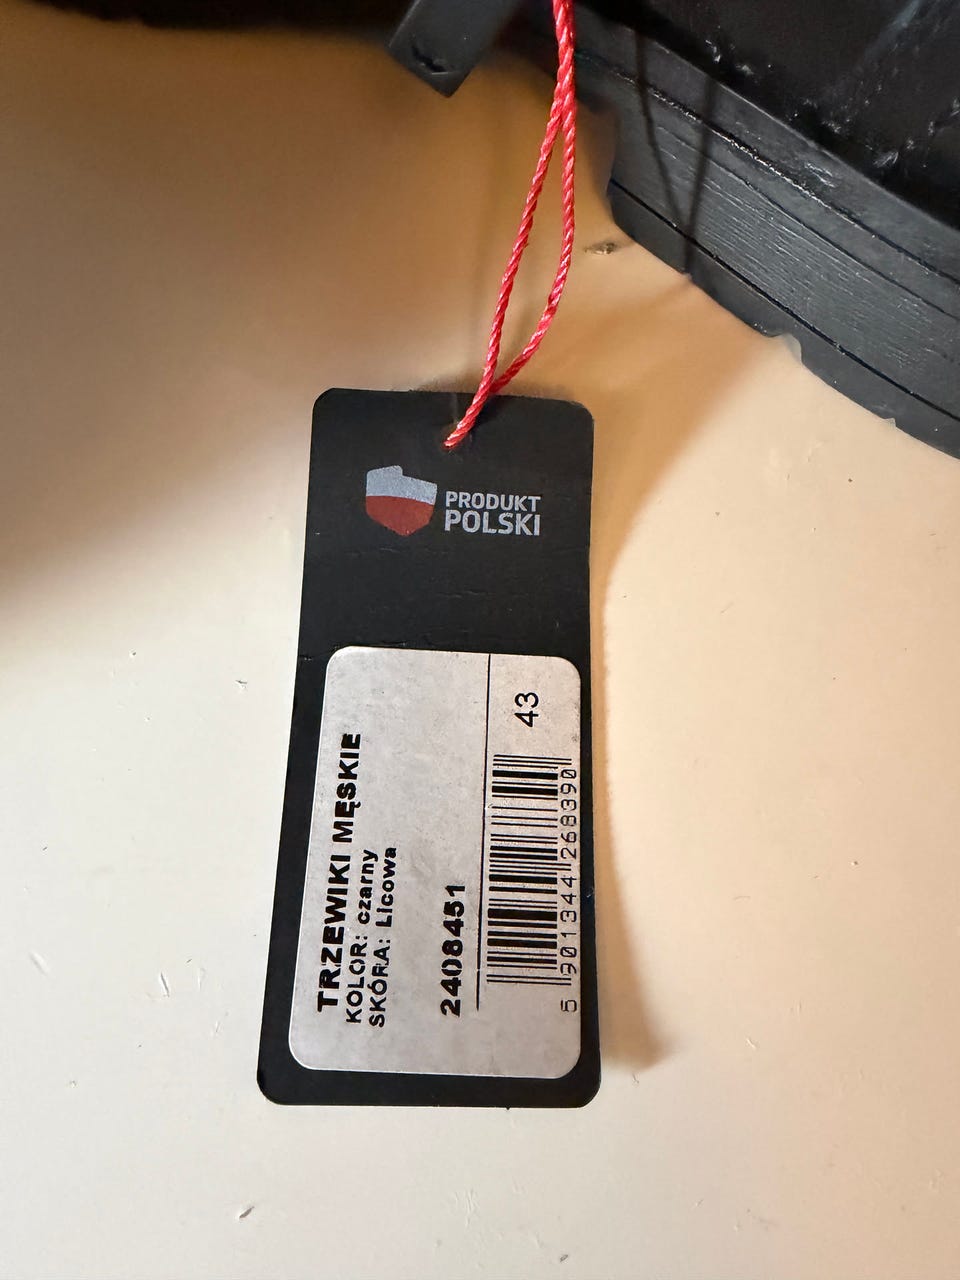 PRODUKT
POLSKI
TRZEWIKI MĘSKIE
KOLOR: czarny
SKÓRA: Licowa
2408451
43
5 901344 268390